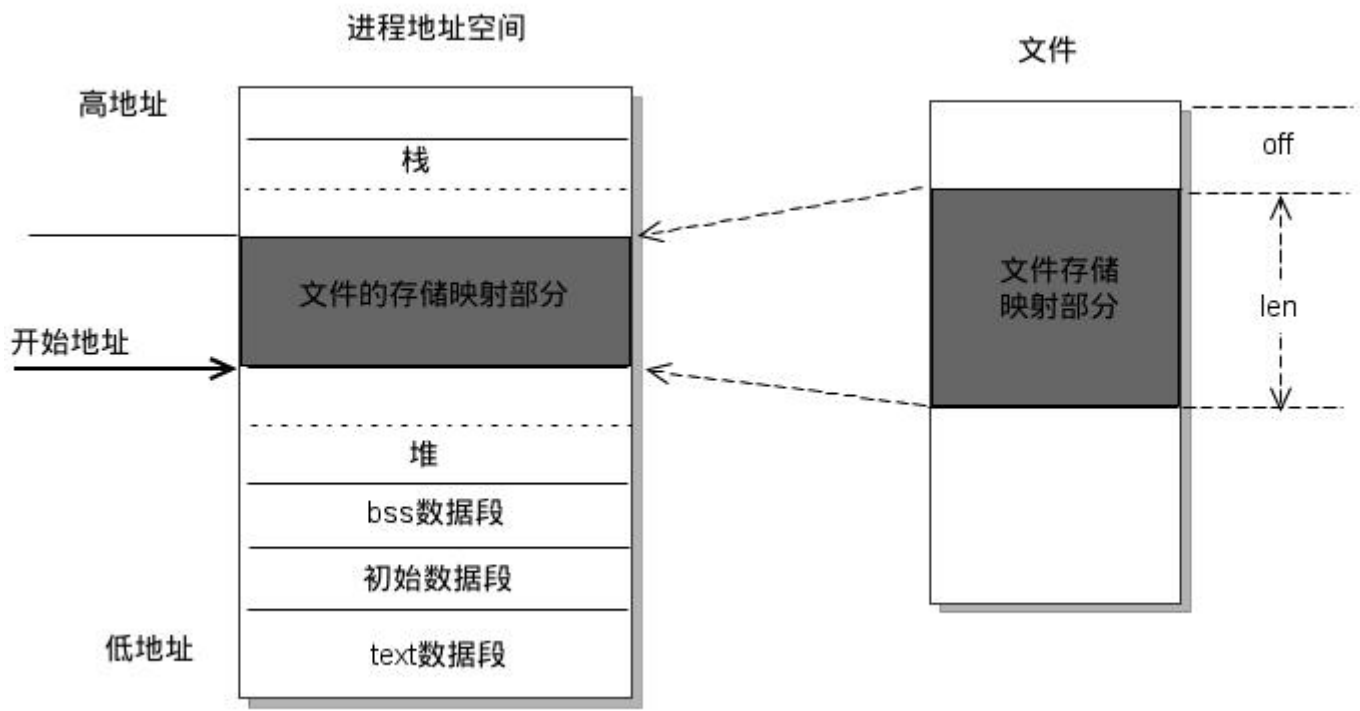 进程地址空间
文件
高地址
栈
off
文件的存储映射部分
文件存储
映射部分
len
开始地址
堆
bss数据段
初始数据段
低地址
text数据段